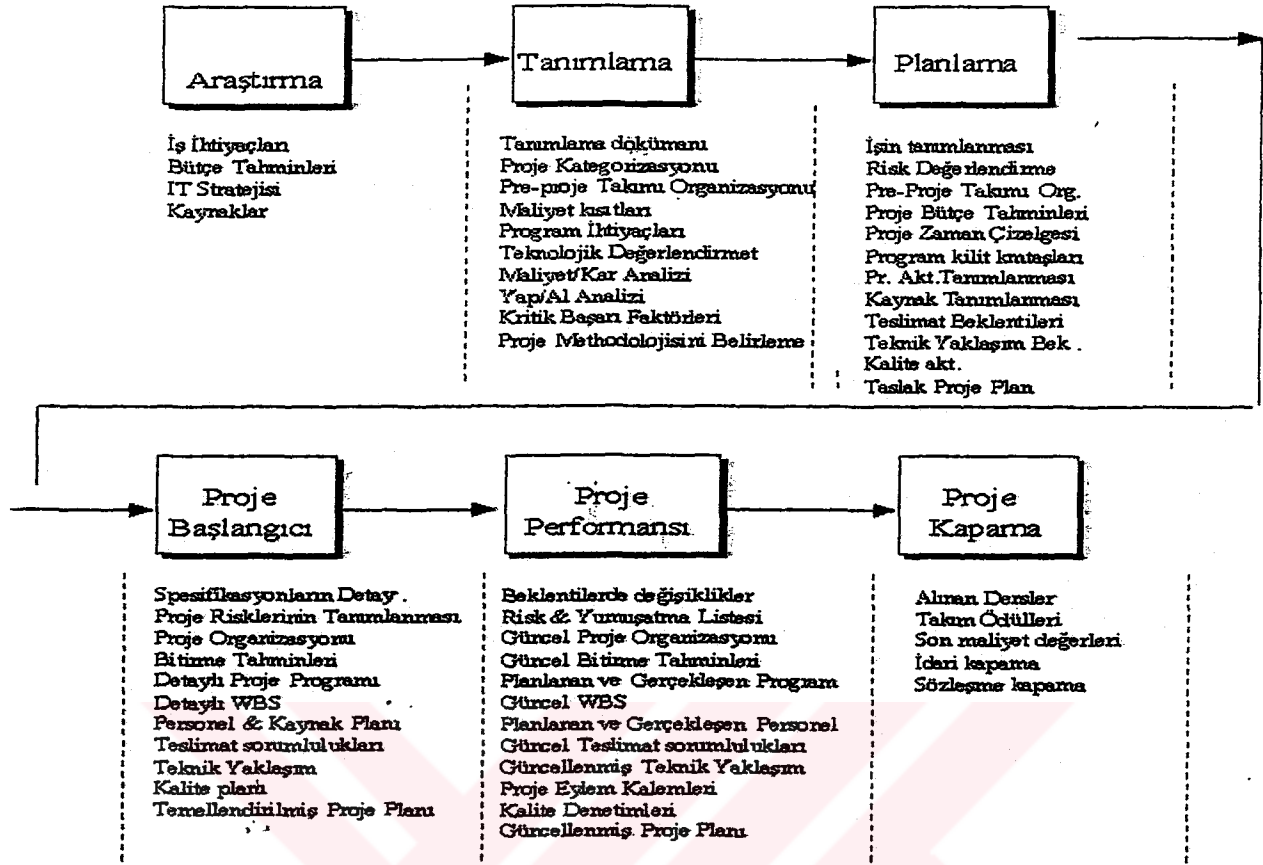 Araştırma
Tanımlama
Planlama
İş İhtiyaçları
Bütçe Tahminleri
IT Stratejisi
Kaynaklar
Tanımlama dökümanı
Proje Kategorizasyonu
Pre-proje Takımı Organizasyonu
Maliyet kısıtları
Program İhtiyaçları
Teknolojik Değerlendirmet
Maliyet/Kar Analizi
Yap/Al Analizi
Kritik Başarı Faktörleri
Proje Methodolojisini Belirleme
İşin tanımlanması
Risk Değerlendirme
Pre-Proje Takımı Org.
Proje Bütçe Tahminleri
Proje Zaman Çizelgesi
Program kilit kmtaşları
Pr. Akt.Tanımlanması
Kaynak Tanımlanması
Teslimat Beklentileri
Teknik Yaklaşım Bek .
Kalite akt.
Taslak Proje Plan
Proje
Başlangıcı
Proje
Performansı
Proje
Kapama
Spesifikasyonların Detay .
Proje Risklerinin Tanımlanması
Proje Organizasyonu
Bitirme Tahminleri
Detaylı Proje Programı
Detaylı WBS
Personel & Kaynak Planı
Teslimat sorumlulukları
Teknik Yaklaşım
Kalite planı
Temellendirilmiş Proje Planı
Beklentilerde değişiklikler
Risk & Yumuşatma Listesi
Güncel Proje Organizasyonu
Güncel Bitirme Tahminleri
Planlanan ve Gerçekleşen Program
Güncel WBS
Planlanan ve Gerçekleşen Personel
Güncel Teslimat sorumlulukları
Güncellenmiş Teknik Yaklaşım
Proje Eylem Kalemleri
Kalite Denetimleri
Güncellenmiş Proje Planı
Alınan Dersler
Takım Ödülleri
Son maliyet değerleri
İdari kapama
Sözleşme kapama